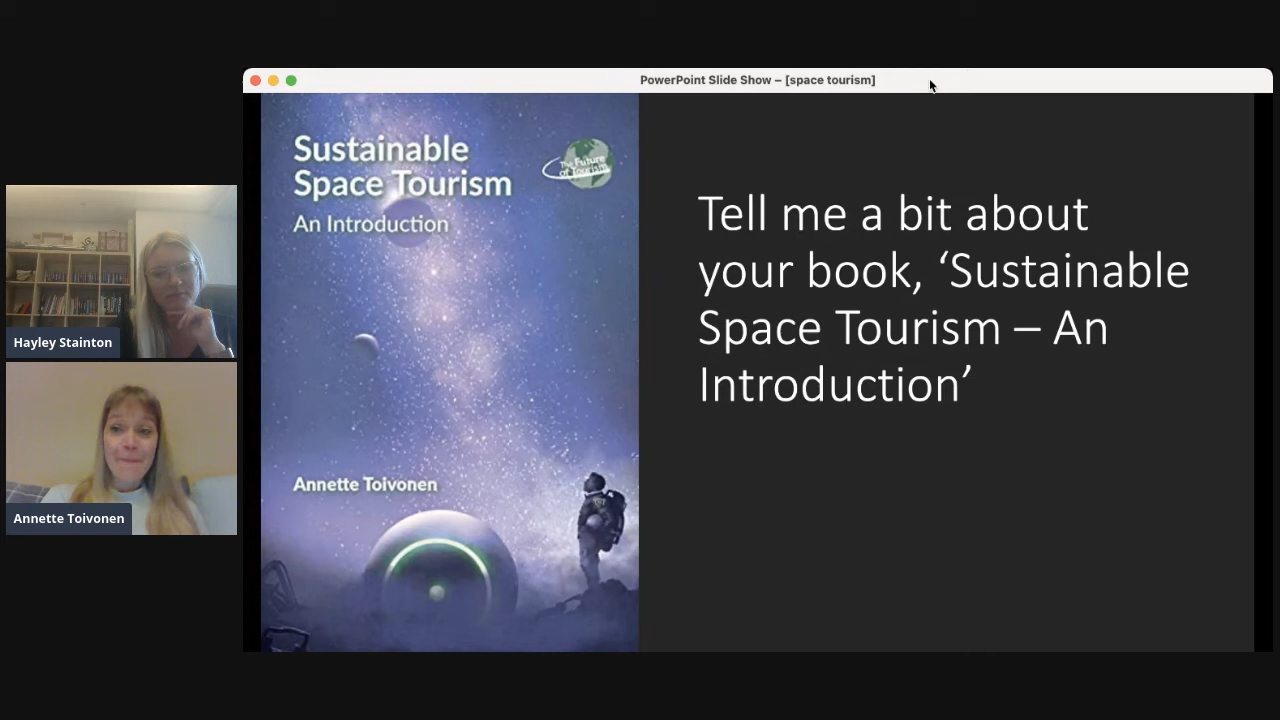 PowerPoint Slide Show – [space tourism]
Sustainable
Space Tourism
An Introduction
The Future
of Tourism
Annette Toivonen
Tell me a bit about
your book, ‘Sustainable
Space Tourism – An
Introduction’
Hayley Stainton
Annette Toivonen